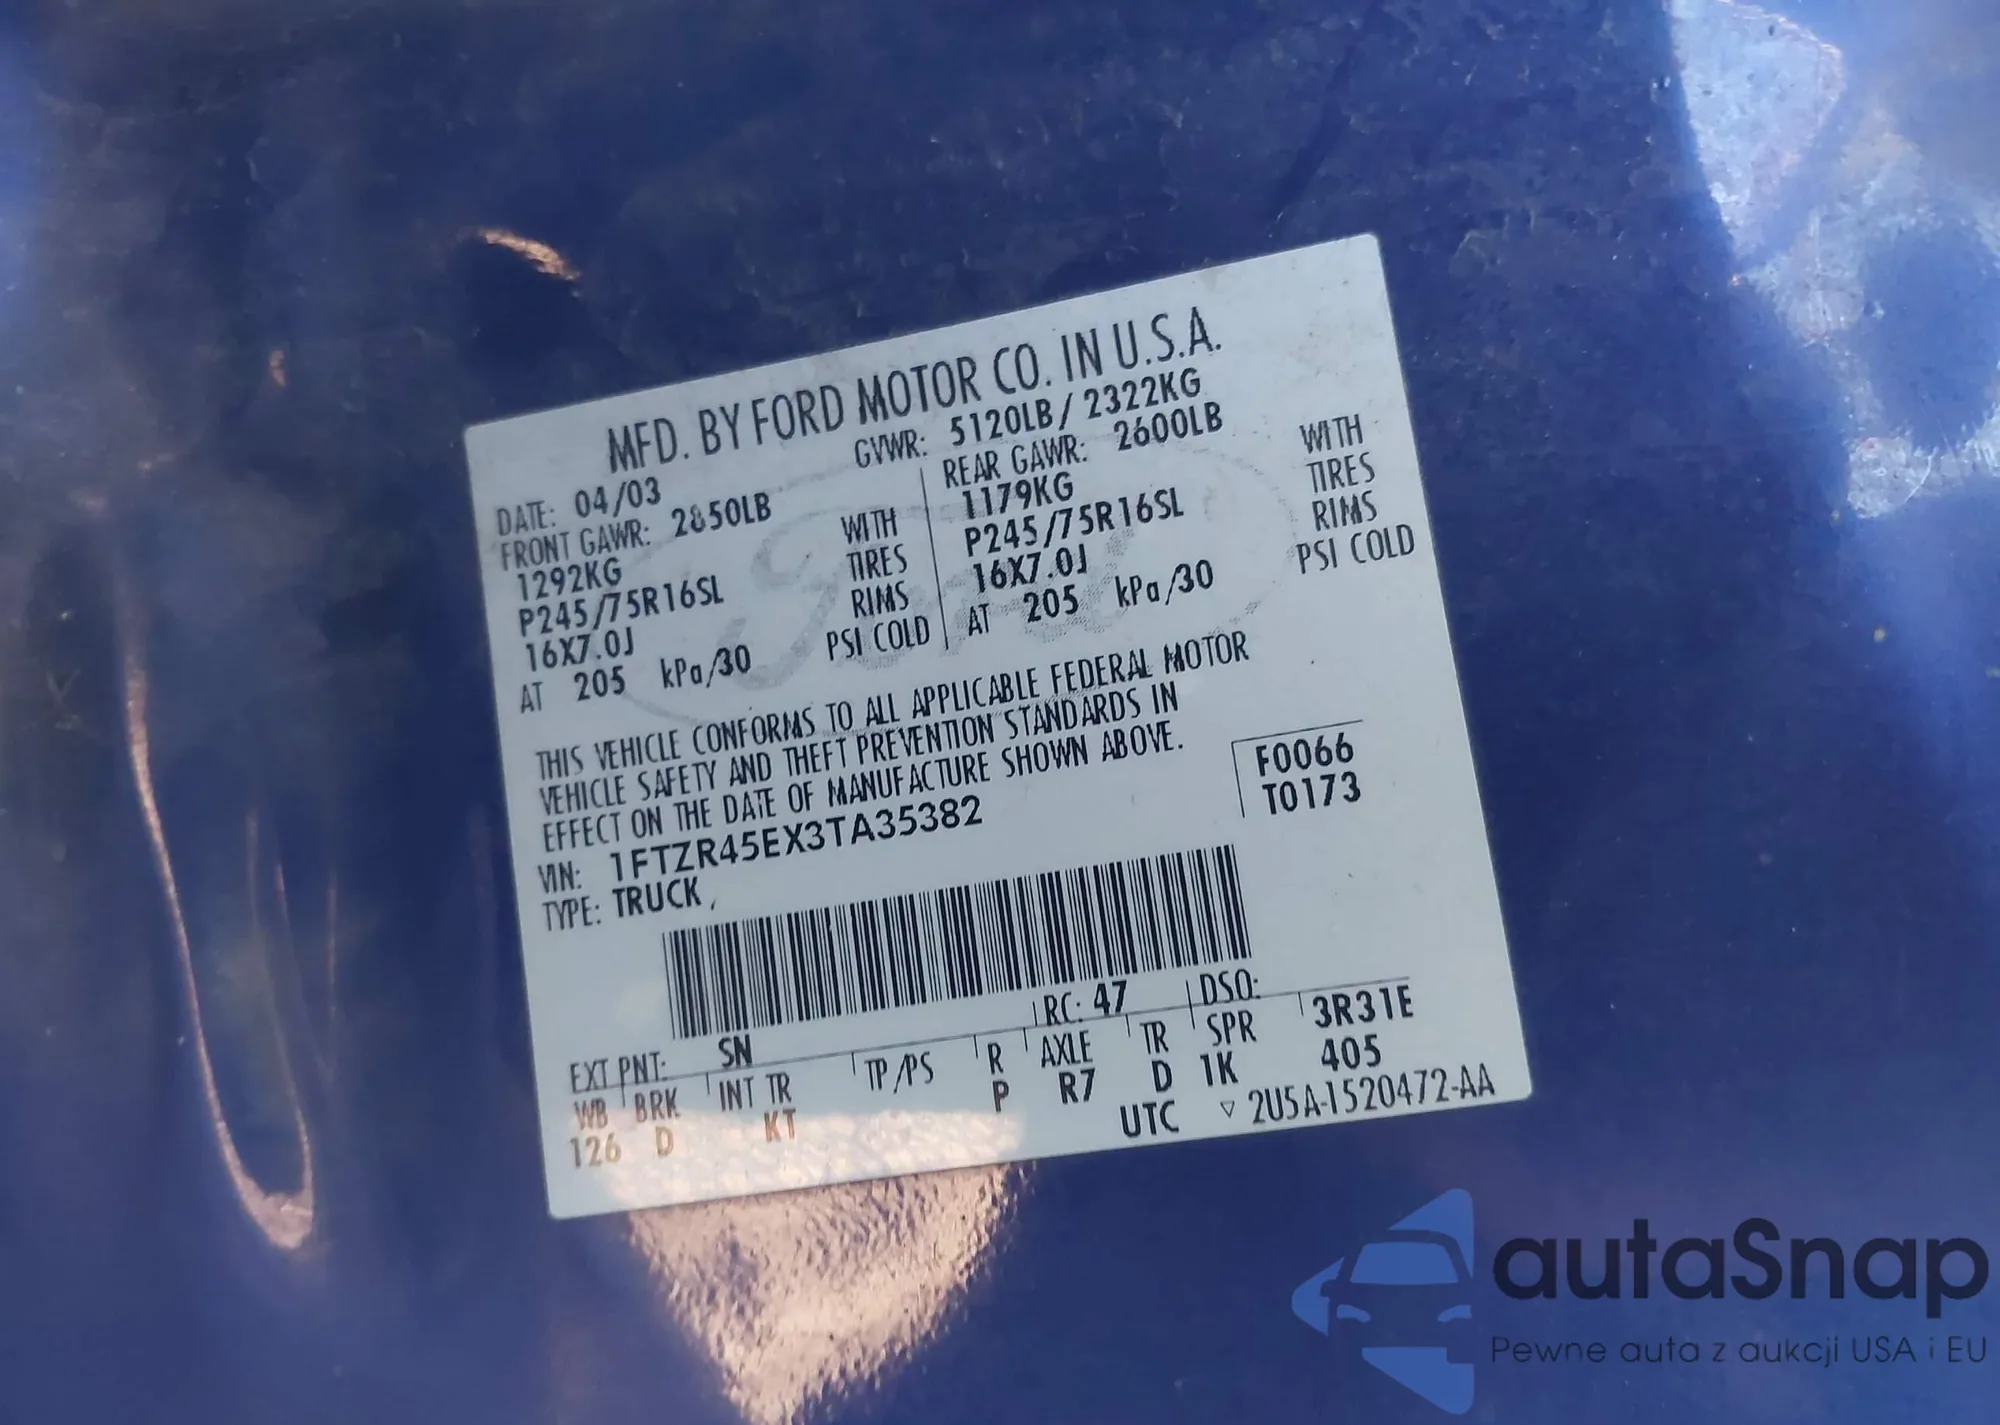 MFD. BY FORD MOTOR CO. IN U.S.A.
DATE: 04/03 GVWR: 5120LB / 2322KG
FRONT GAWR: 2850LB REAR GAWR: 2600LB
1292KG WITH 1179KG WITH
P245/75R16SL TIRES P245/75R16SL TIRES
16X7.0J RIMS 16X7.0J RIMS
AT 205 kPa/30 PSI COLD AT 205 kPa/30 PSI COLD
THIS VEHICLE CONFORMS TO ALL APPLICABLE FEDERAL MOTOR
VEHICLE SAFETY AND THEFT PREVENTION STANDARDS IN
EFFECT ON THE DATE OF MANUFACTURE SHOWN ABOVE.
VIN: 1FTZR45EX3TA35382 F0066
TYPE: TRUCK T0173
EXT PNT: SN RC: 47 DSO:
WB BRK INT TR TP/PS R AXLE TR SPR 3R31E
126 D KT P R7 D 1K 405
UTC ▽ 2U5A-1520472-AA
Ford
autaSnap
Pewne auta z aukcji USA i EU